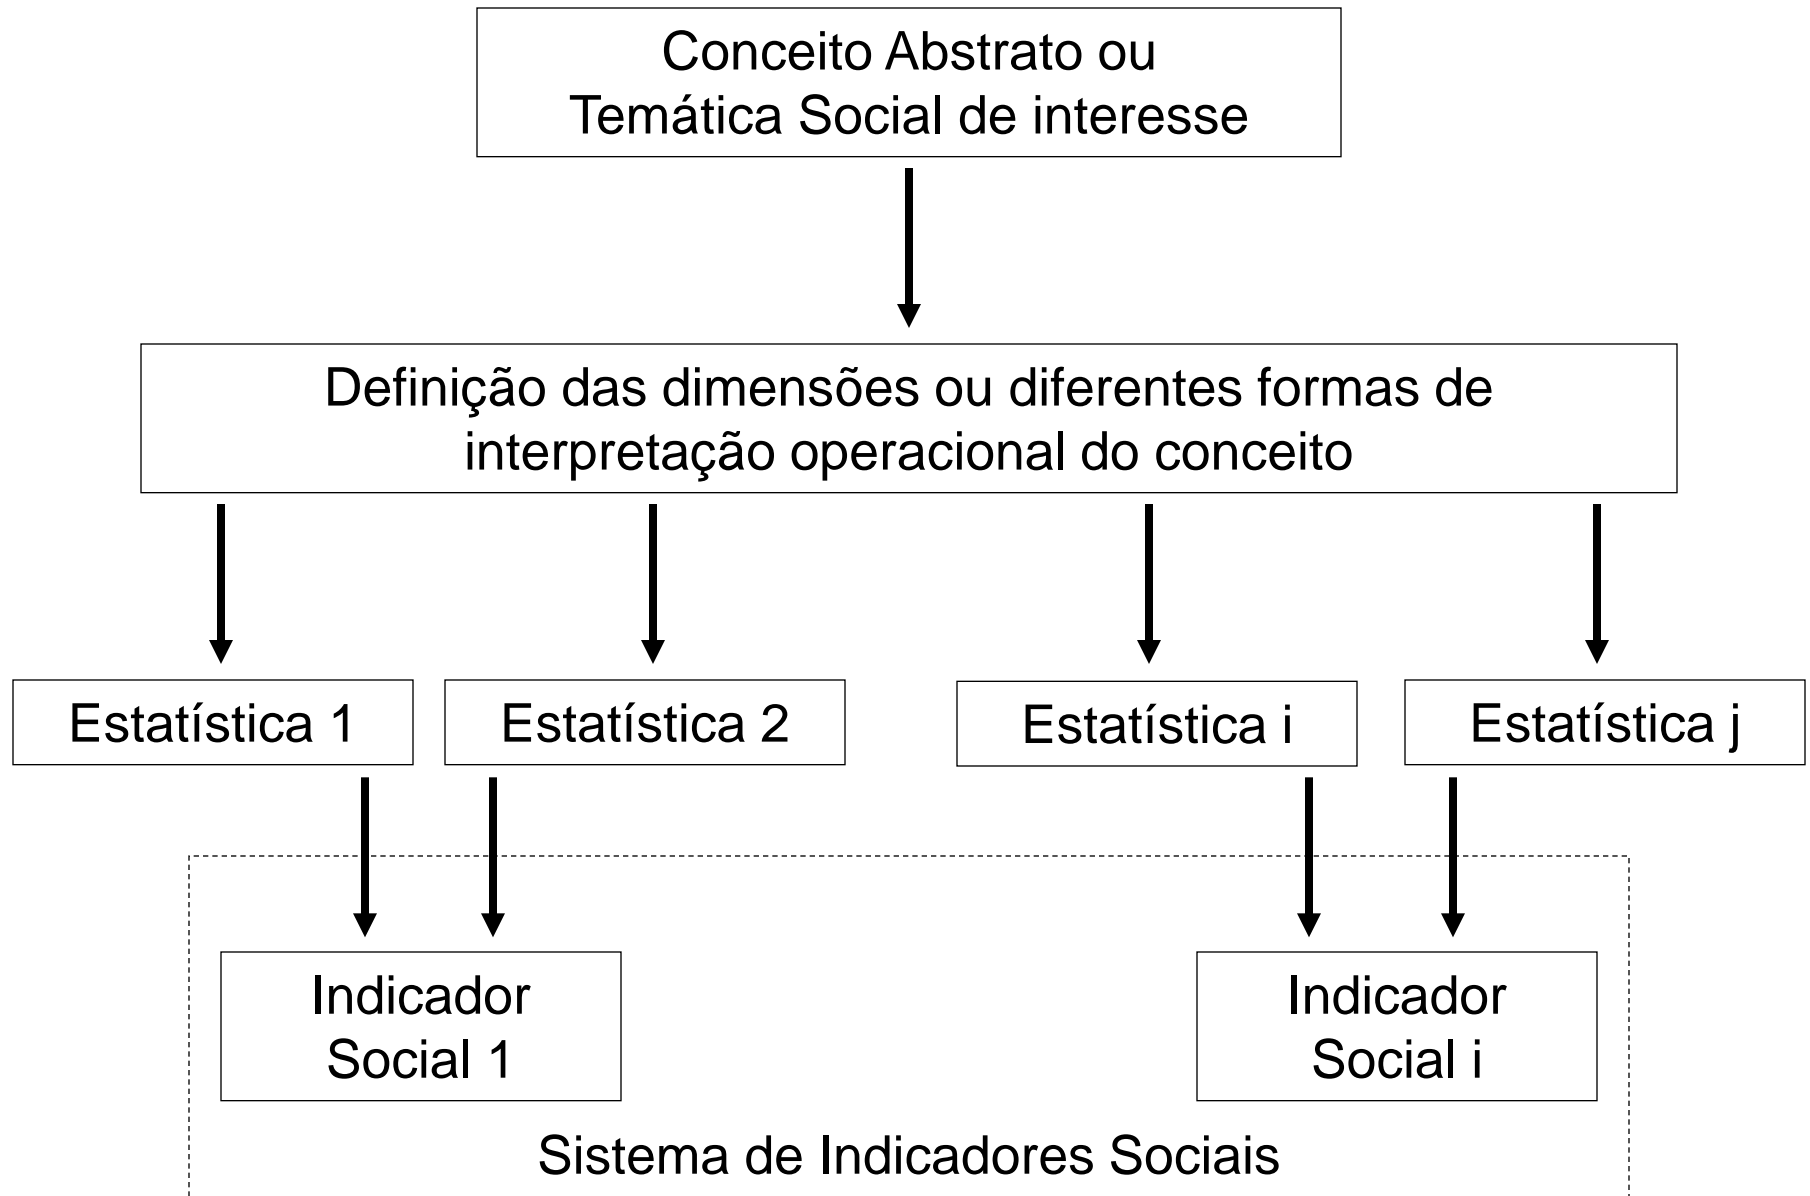 Conceito Abstrato ou
Temática Social de interesse
Definição das dimensões ou diferentes formas de
interpretação operacional do conceito
Estatística 1
Estatística 2
Estatística i
Estatística j
Indicador
Social 1
Indicador
Social i
Sistema de Indicadores Sociais